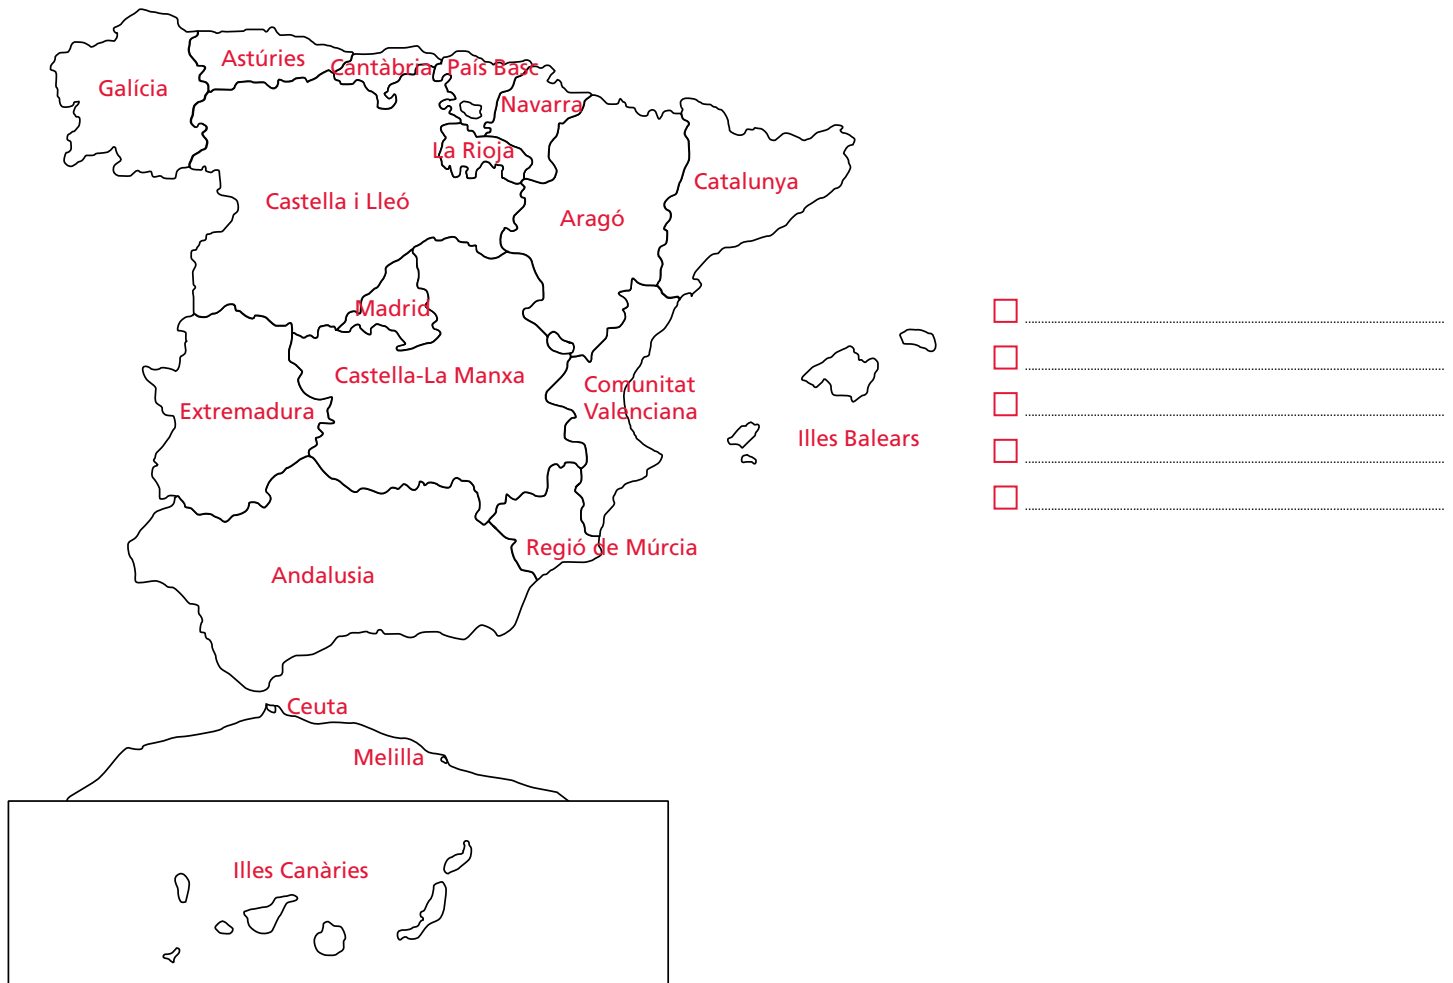 Astúries
Cantàbria
País Basc
Galícia
Navarra
La Rioja
Catalunya
Castella i Lleó
Aragó
Madrid
Castella-La Manxa
Comunitat
Valenciana
Extremadura
Illes Balears
Regió de Múrcia
Andalusia
Ceuta
Melilla
Illes Canàries